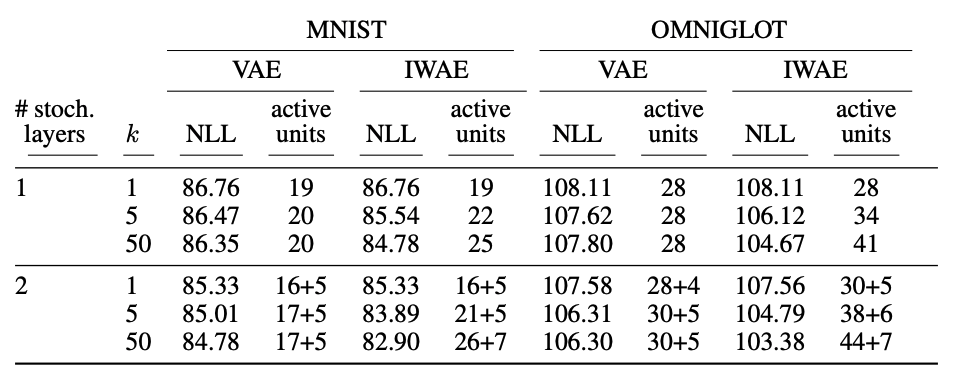 MNIST OMNIGLOT
VAE IWAE VAE IWAE
# stoch. active active active active
layers k NLL units NLL units NLL units NLL units
1 1 86.76 19 86.76 19 108.11 28 108.11 28
5 86.47 20 85.54 22 107.62 28 106.12 34
50 86.35 20 84.78 25 107.80 28 104.67 41
2 1 85.33 16+5 85.33 16+5 107.58 28+4 107.56 30+5
5 85.01 17+5 83.89 21+5 106.31 30+5 104.79 38+6
50 84.78 17+5 82.90 26+7 106.30 30+5 103.38 44+7